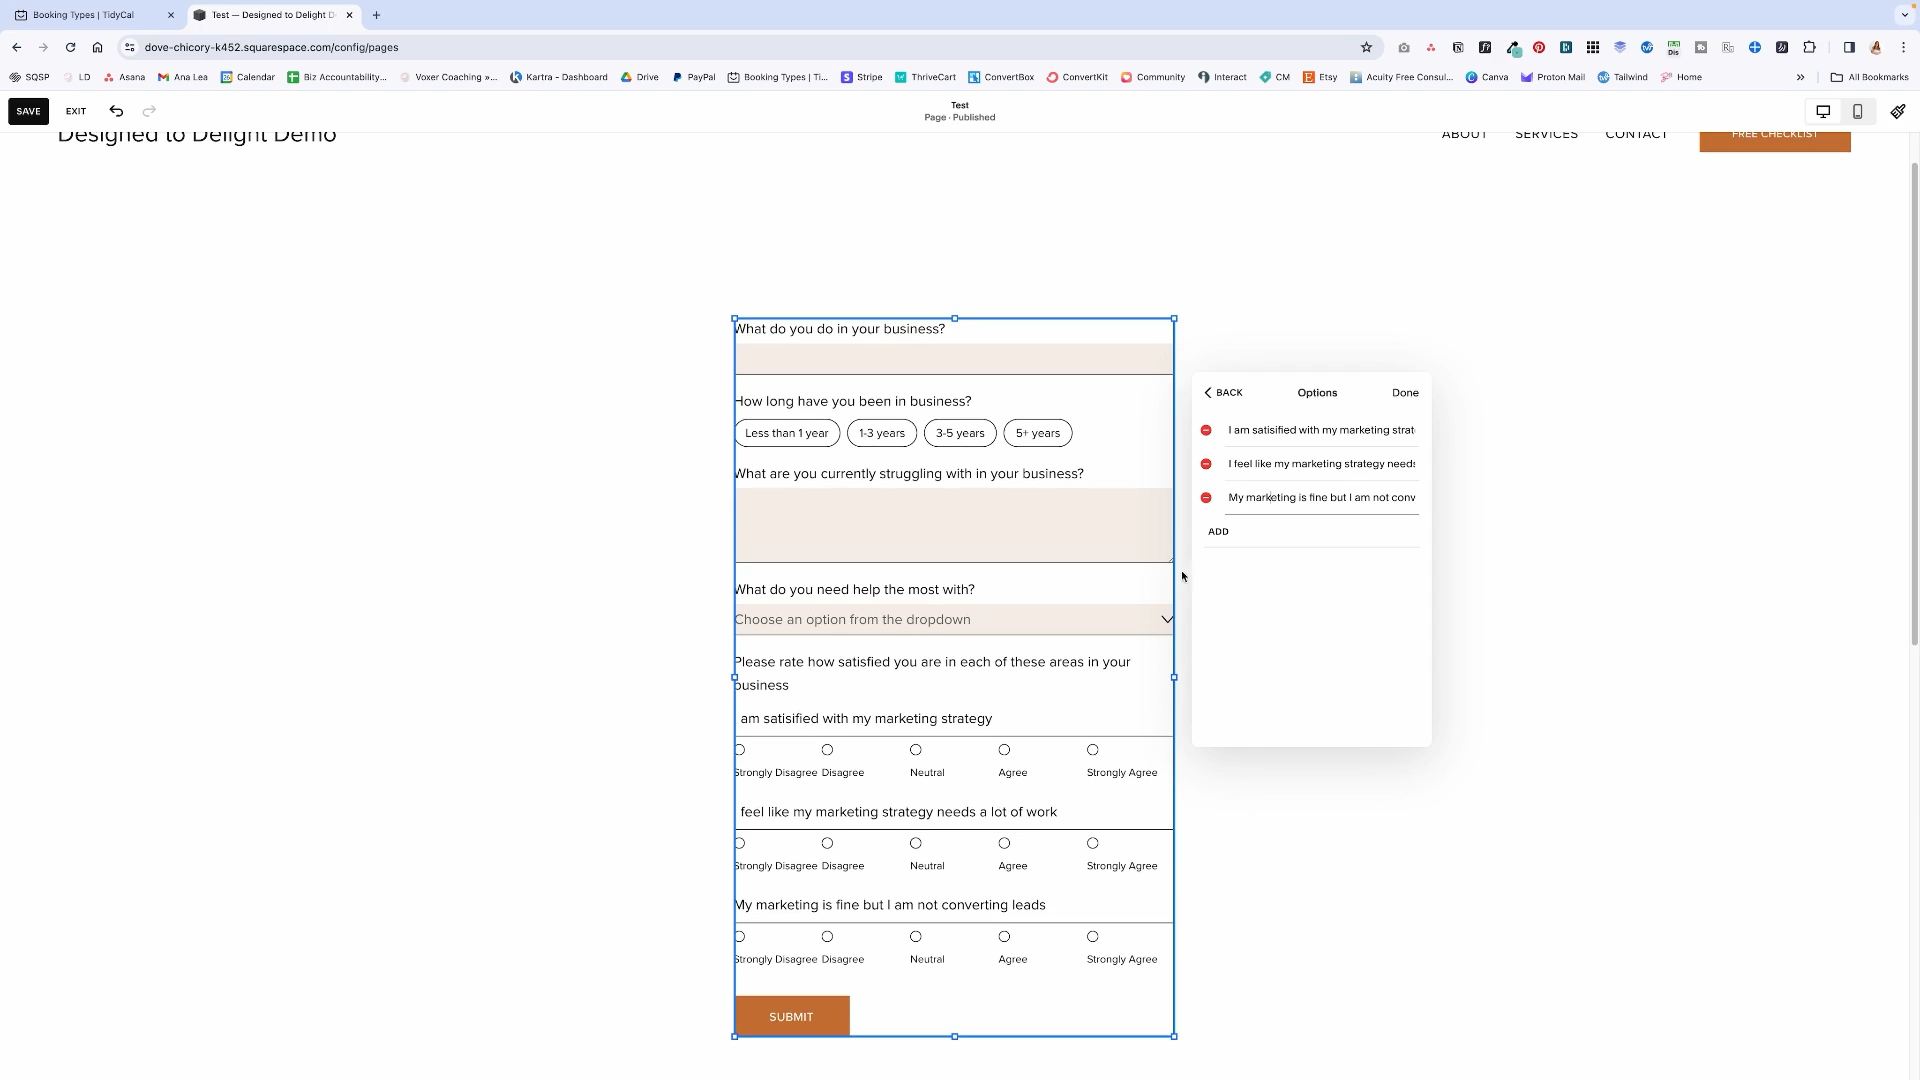 Booking Types | TidyCal
Test — Designed to Delight D
dove-chicory-k452.squarespace.com/config/pages
SQSP LD Asana Ana Lea Calendar Biz Accountability... Voxer Coaching »... Kartra - Dashboard Drive PayPal Booking Types | Ti... Stripe ThriveCart ConvertBox ConvertKit Community Interact CM Etsy Acuity Free Consul... Canva Proton Mail Tailwind Home » All Bookmarks
SAVE EXIT
Test
Page · Published
Designed to Delight Demo
ABOUT SERVICES CONTACT FREE CHECKLIST
What do you do in your business?
How long have you been in business?
Less than 1 year 1-3 years 3-5 years 5+ years
What are you currently struggling with in your business?
What do you need help the most with?
Choose an option from the dropdown
Please rate how satisfied you are in each of these areas in your
business
am satisified with my marketing strategy
Strongly Disagree Disagree Neutral Agree Strongly Agree
feel like my marketing strategy needs a lot of work
Strongly Disagree Disagree Neutral Agree Strongly Agree
My marketing is fine but I am not converting leads
Strongly Disagree Disagree Neutral Agree Strongly Agree
SUBMIT
BACK Options Done
I am satisified with my marketing strat
I feel like my marketing strategy needs
My marketing is fine but I am not conv
ADD